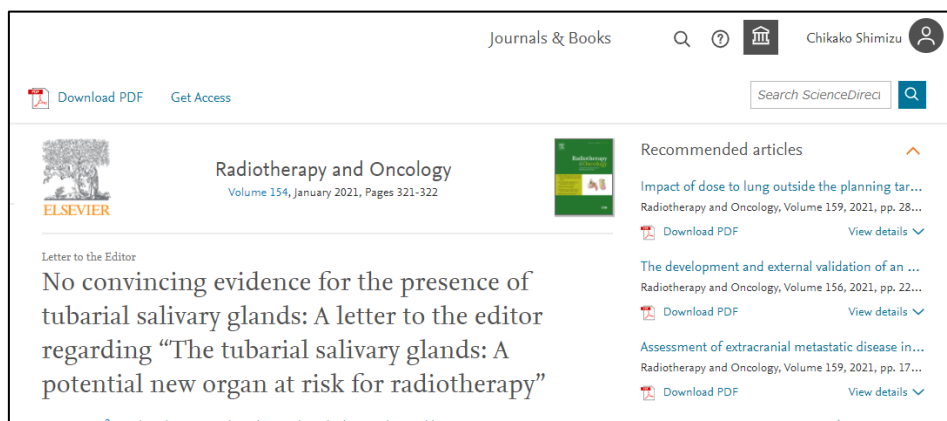 Journals & Books
Chikako Shimizu
Download PDF
Get Access
Search ScienceDirect
ELSEVIER
Radiotherapy and Oncology
Volume 154, January 2021, Pages 321-322
Letter to the Editor
No convincing evidence for the presence of
tubarial salivary glands: A letter to the editor
regarding “The tubarial salivary glands: A
potential new organ at risk for radiotherapy”
Recommended articles
Impact of dose to lung outside the planning tar...
Radiotherapy and Oncology, Volume 159, 2021, pp. 28...
Download PDF
View details
The development and external validation of an ...
Radiotherapy and Oncology, Volume 156, 2021, pp. 22...
Download PDF
View details
Assessment of extracranial metastatic disease in...
Radiotherapy and Oncology, Volume 159, 2021, pp. 17...
Download PDF
View details